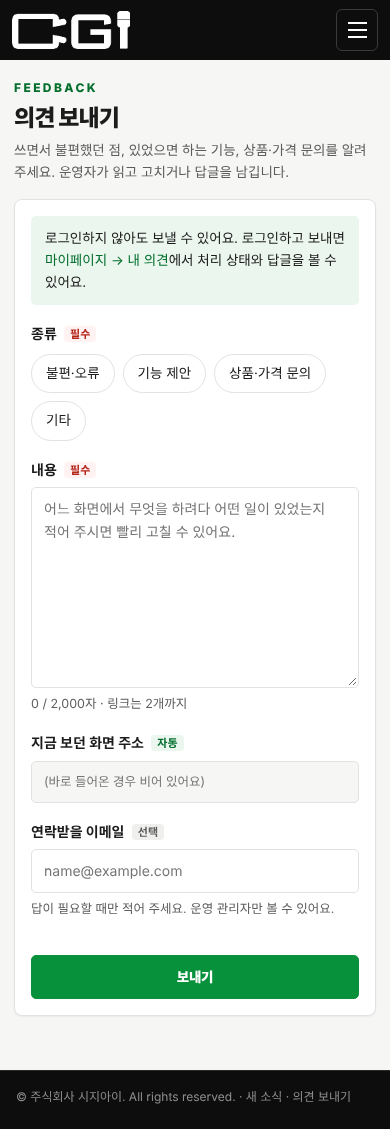 CGI
FEEDBACK
의견 보내기
쓰면서 불편했던 점, 있었으면 하는 기능, 상품·가격 문의를 알려
주세요. 운영자가 읽고 고치거나 답글을 남깁니다.
로그인하지 않아도 보낼 수 있어요. 로그인하고 보내면
마이페이지 → 내 의견에서 처리 상태와 답글을 볼 수
있어요.
종류 필수
불편·오류 기능 제안 상품·가격 문의
기타
내용 필수
어느 화면에서 무엇을 하려다 어떤 일이 있었는지
적어 주시면 빨리 고칠 수 있어요.
0 / 2,000자 · 링크는 2개까지
지금 보던 화면 주소 자동
(바로 들어온 경우 비어 있어요)
연락받을 이메일 선택
name@example.com
답이 필요할 때만 적어 주세요. 운영 관리자만 볼 수 있어요.
보내기
© 주식회사 시지아이. All rights reserved. · 새 소식 · 의견 보내기